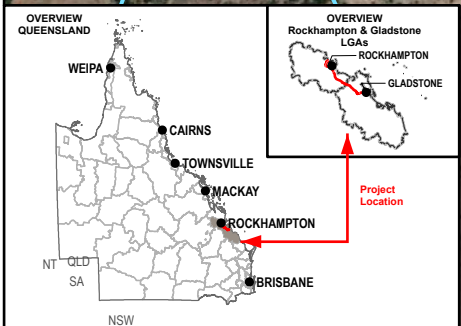 OVERVIEW
QUEENSLAND
WEIPA
CAIRNS
TOWNSVILLE
MACKAY
ROCKHAMPTON
BRISBANE
NT
QLD
SA
NSW
OVERVIEW
Rockhampton & Gladstone
LGAs
ROCKHAMPTON
GLADSTONE
Project
Location